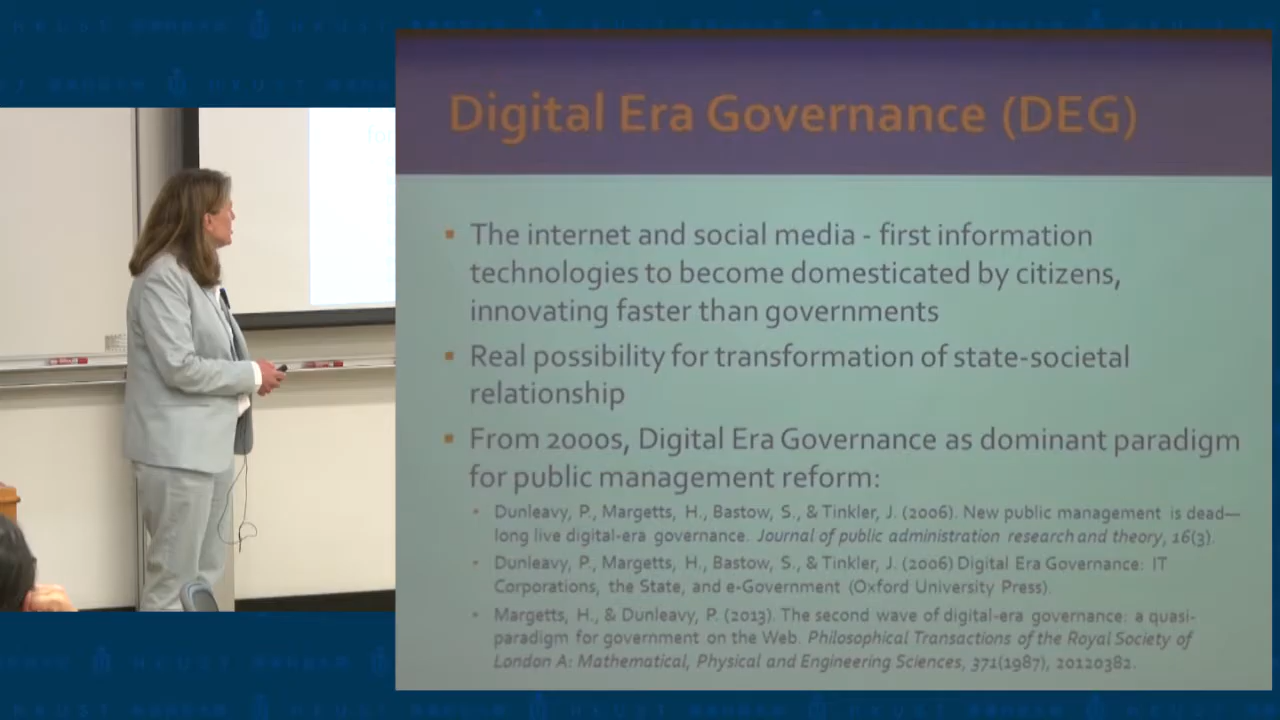 HKUST
Digital Era Governance (DEG)
for
▪ The internet and social media - first information
technologies to become domesticated by citizens,
innovating faster than governments
▪ Real possibility for transformation of state-societal
relationship
▪ From 2000s, Digital Era Governance as dominant paradigm
for public management reform:
▪ Dunleavy, P., Margetts, H., Bastow, S., & Tinkler, J. (2006). New public management is dead—
long live digital-era governance. Journal of public administration research and theory, 16(3).
▪ Dunleavy, P., Margetts, H., Bastow, S., & Tinkler, J. (2006) Digital Era Governance: IT
Corporations, the State, and e-Government (Oxford University Press).
▪ Margetts, H., & Dunleavy, P. (2013). The second wave of digital-era governance: a quasi-
paradigm for government on the Web. Philosophical Transactions of the Royal Society of
London A: Mathematical, Physical and Engineering Sciences, 371(1987), 20120382.
HKUST